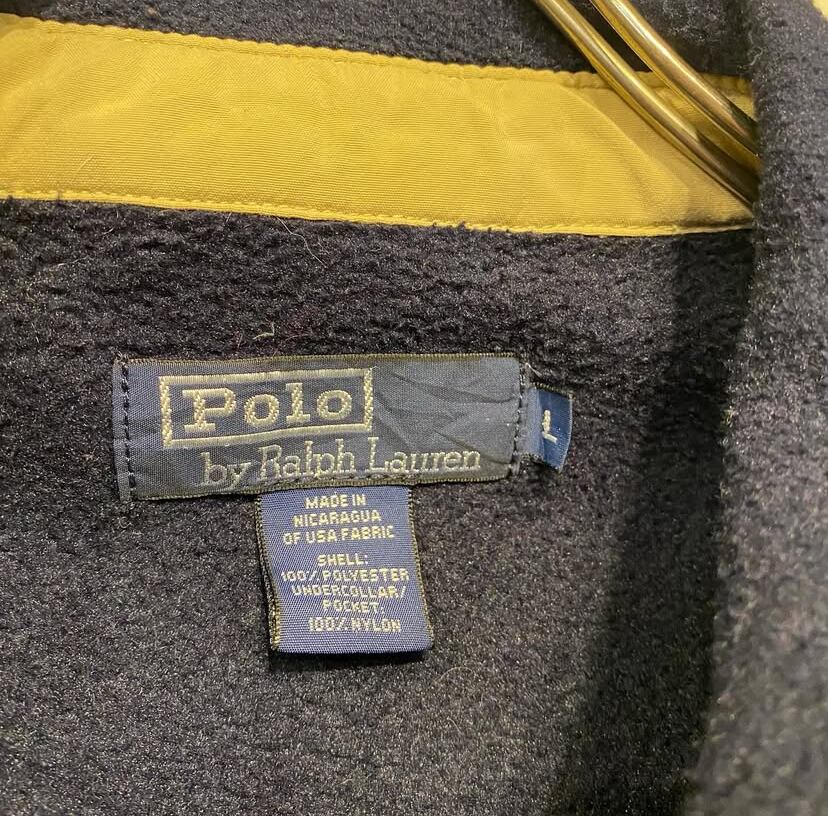 Polo
by Ralph Lauren
L
MADE IN
NICARAGUA
OF USA FABRIC
SHELL:
100% POLYESTER
UNDERCOLLAR/
POCKET:
100% NYLON